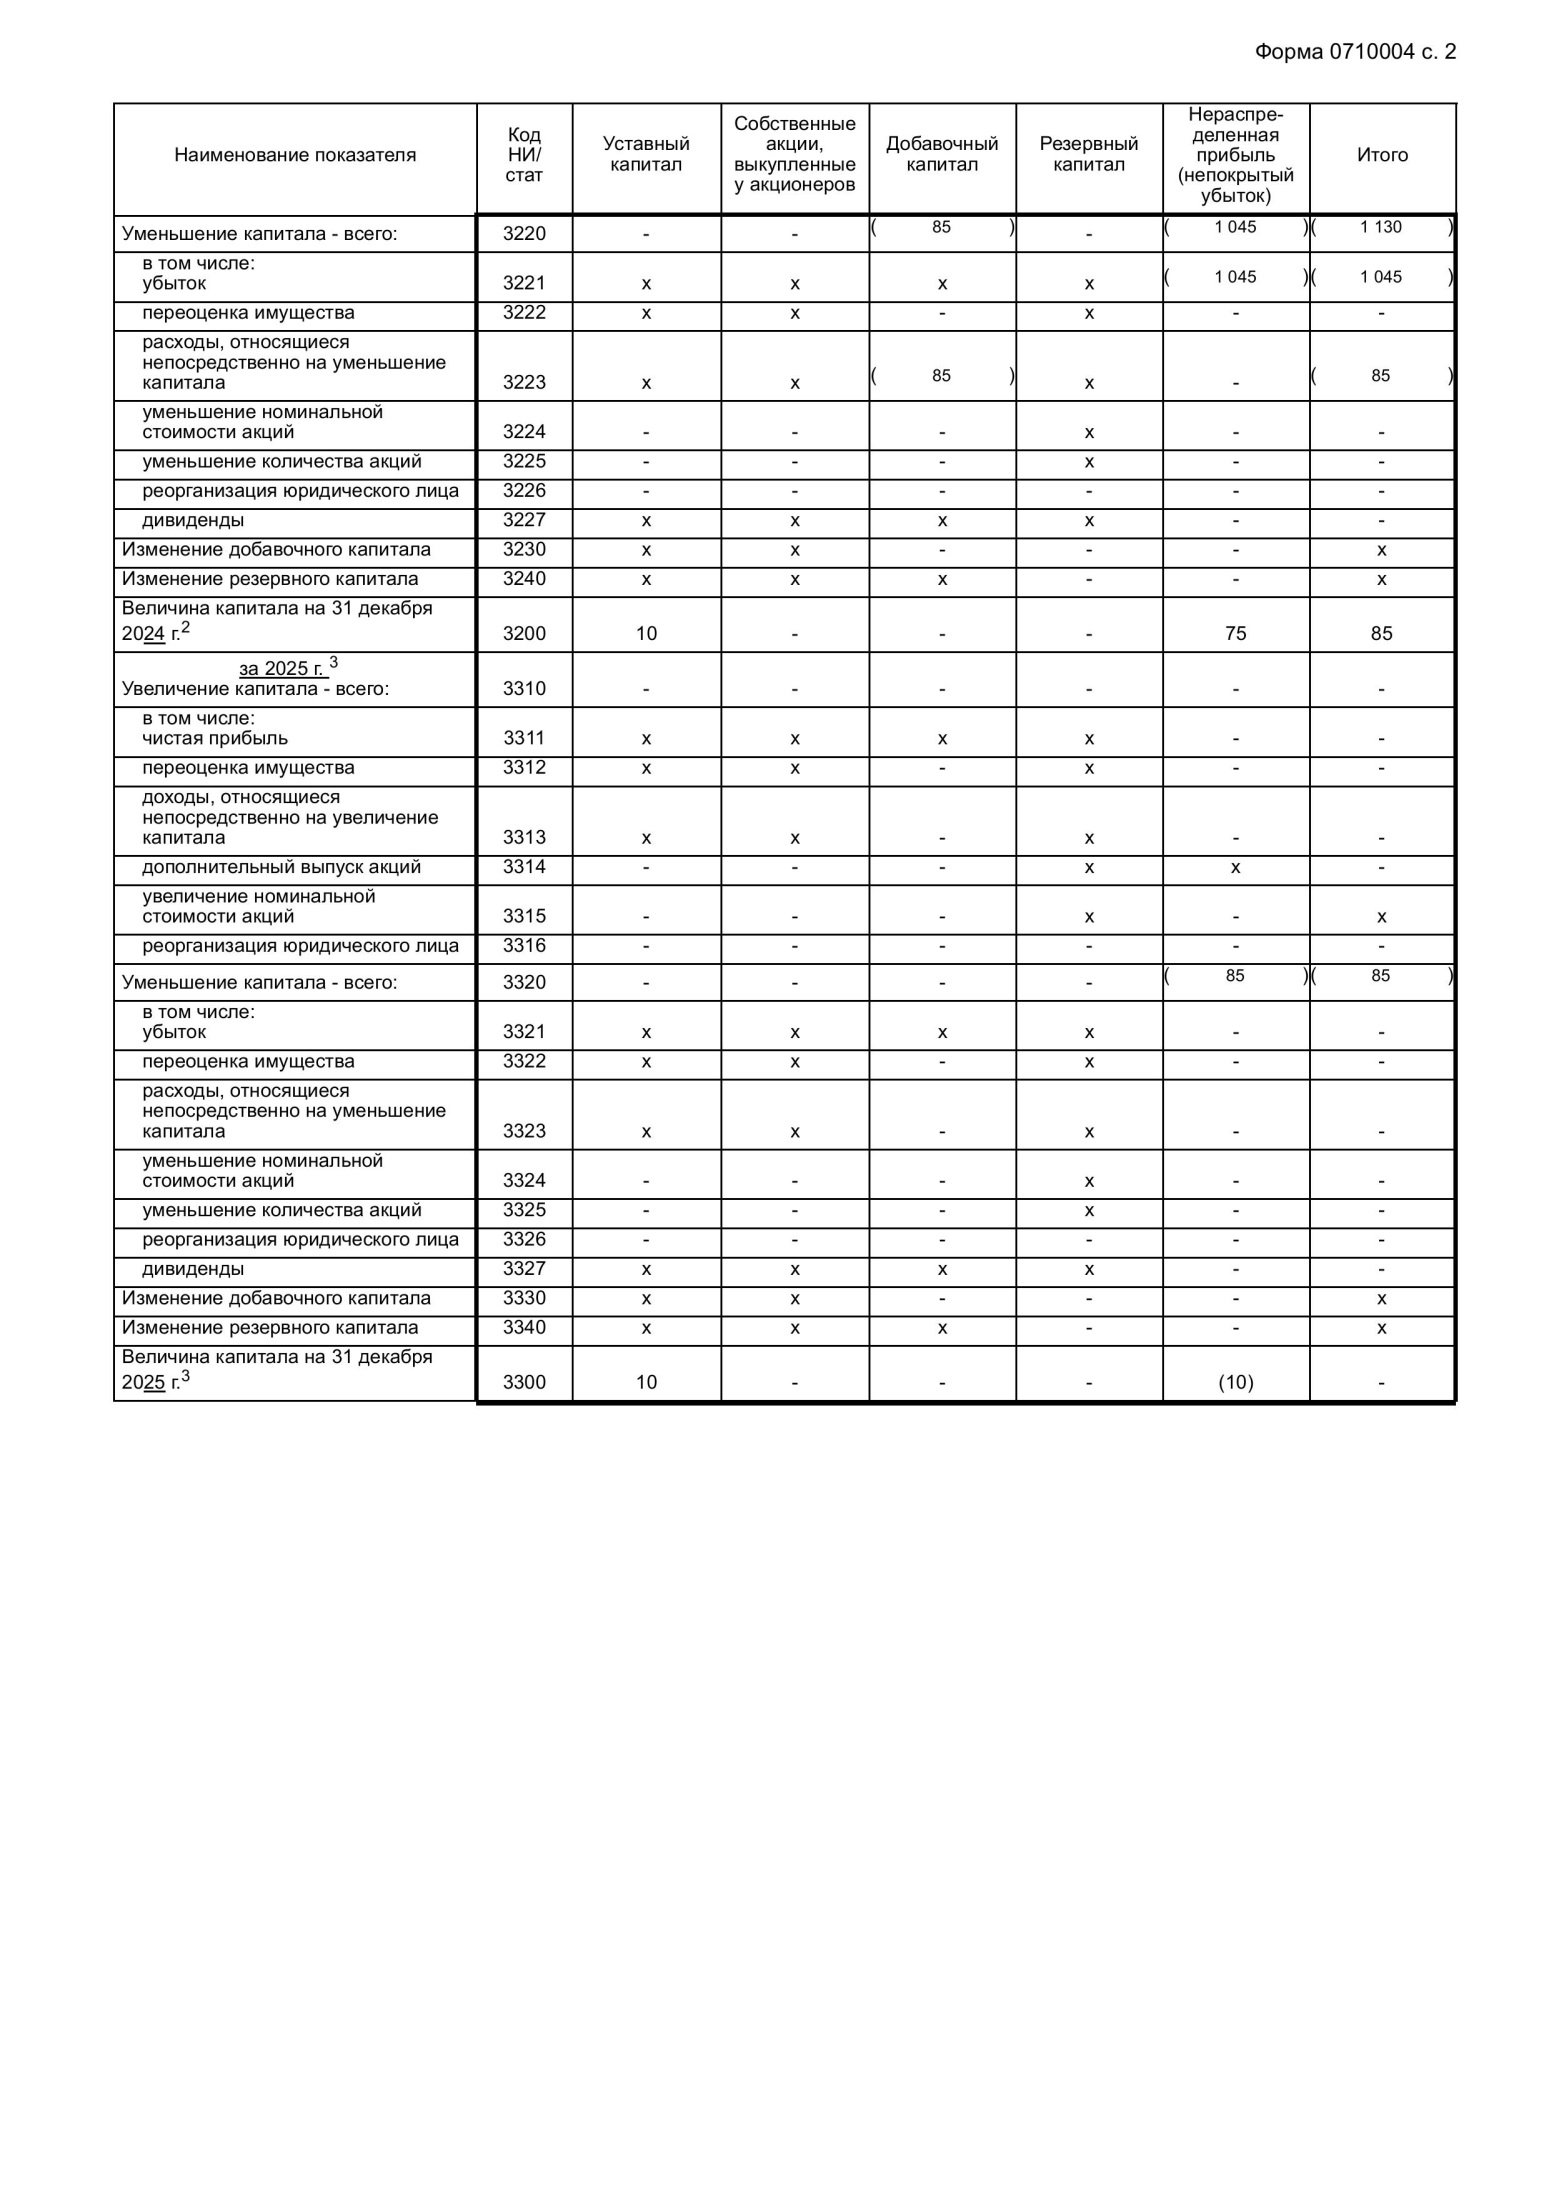 Форма 0710004 с. 2
Наименование показателя
Код
НИ/
стат
Уставный
капитал
Собственные
акции,
выкупленные
у акционеров
Добавочный
капитал
Резервный
капитал
Нераспре-
деленная
прибыль
(непокрытый
убыток)
Итого
Уменьшение капитала - всего: 3220 - - ( 85 ) - ( 1 045 ) ( 1 130 )
в том числе:
убыток 3221 х х х х ( 1 045 ) ( 1 045 )
переоценка имущества 3222 х х - х - -
расходы, относящиеся
непосредственно на уменьшение
капитала 3223 х х ( 85 ) х - ( 85 )
уменьшение номинальной
стоимости акций 3224 - - - х - -
уменьшение количества акций 3225 - - - х - -
реорганизация юридического лица 3226 - - - - - -
дивиденды 3227 х х х х - -
Изменение добавочного капитала 3230 х х - - - х
Изменение резервного капитала 3240 х х х - - х
Величина капитала на 31 декабря
2024 г.2 3200 10 - - - 75 85
за 2025 г. 3
Увеличение капитала - всего: 3310 - - - - - -
в том числе:
чистая прибыль 3311 х х х х - -
переоценка имущества 3312 х х - х - -
доходы, относящиеся
непосредственно на увеличение
капитала 3313 х х - х - -
дополнительный выпуск акций 3314 - - - х х -
увеличение номинальной
стоимости акций 3315 - - - х - х
реорганизация юридического лица 3316 - - - - - -
Уменьшение капитала - всего: 3320 - - - - ( 85 ) ( 85 )
в том числе:
убыток 3321 х х х х - -
переоценка имущества 3322 х х - х - -
расходы, относящиеся
непосредственно на уменьшение
капитала 3323 х х - х - -
уменьшение номинальной
стоимости акций 3324 - - - х - -
уменьшение количества акций 3325 - - - х - -
реорганизация юридического лица 3326 - - - - - -
дивиденды 3327 х х х х - -
Изменение добавочного капитала 3330 х х - - - х
Изменение резервного капитала 3340 х х х - - х
Величина капитала на 31 декабря
2025 г.3 3300 10 - - - (10) -